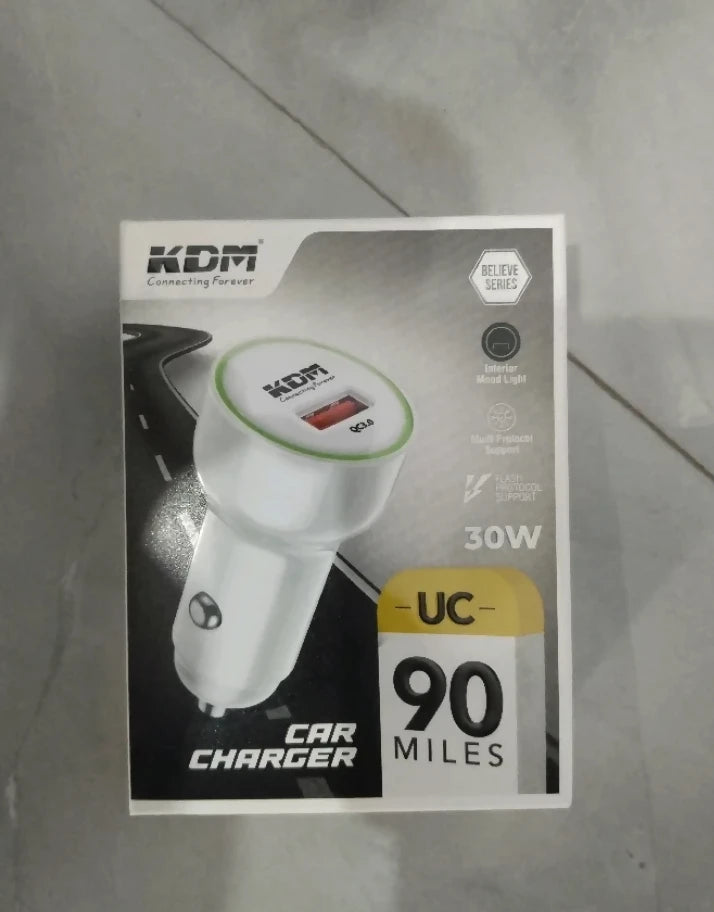 KDM®
Connecting Forever
BELIEVE
SERIES
KDM
Connecting Forever
QC3.0
Interior
Mood Light
Multi Protocol
Support
FLASH
PROTOCOL
SUPPORT
30W
-UC-
90
MILES
CAR
CHARGER